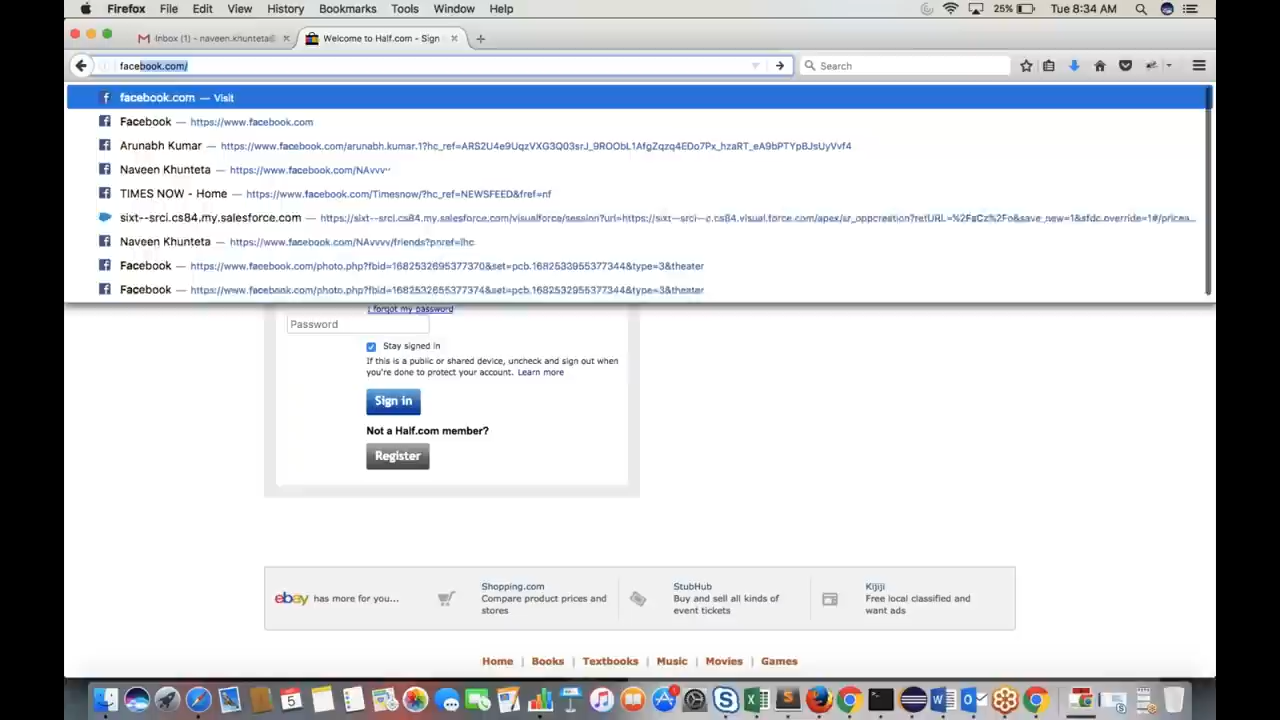 Firefox File Edit View History Bookmarks Tools Window Help 25% Tue 8:34 AM
Inbox (1) - naveen.khunteta@ Welcome to Half.com - Sign
facebook.com/ Search
facebook.com — Visit
Facebook — https://www.facebook.com
Arunabh Kumar — https://www.facebook.com/arunabh.kumar.1?hc_ref=ARS2U4e9UqzVXG3Q03srJ_9ROObL1AfgZqzq4EDo7Px_hzaRT_eA9bPTYpBJsUyVvf4
Naveen Khunteta — https://www.facebook.com/NAvvv
TIMES NOW - Home — https://www.facebook.com/Timesnow/?hc_ref=NEWSFEED&fref=nf
sixt--srci.cs84.my.salesforce.com —
Naveen Khunteta — https://www.facebook.com/NAvvvv/friends?pnref=lhc
Facebook — https://www.facebook.com/photo.php?fbid=1682532695377370&set=pcb.1682533955377344&type=3&theater
Facebook — https://www.facebook.com/photo.php?fbid=1682532655377374&set=pcb.1682532955377344&type=3&theater
I forgot my password
Password
Stay signed in
If this is a public or shared device, uncheck and sign out when
you're done to protect your account. Learn more
Sign in
Not a Half.com member?
Register
ebay has more for you...
Shopping.com
Compare product prices and
stores
StubHub
Buy and sell all kinds of
event tickets
Kijiji
Free local classified and
want ads
Home | Books | Textbooks | Music | Movies | Games